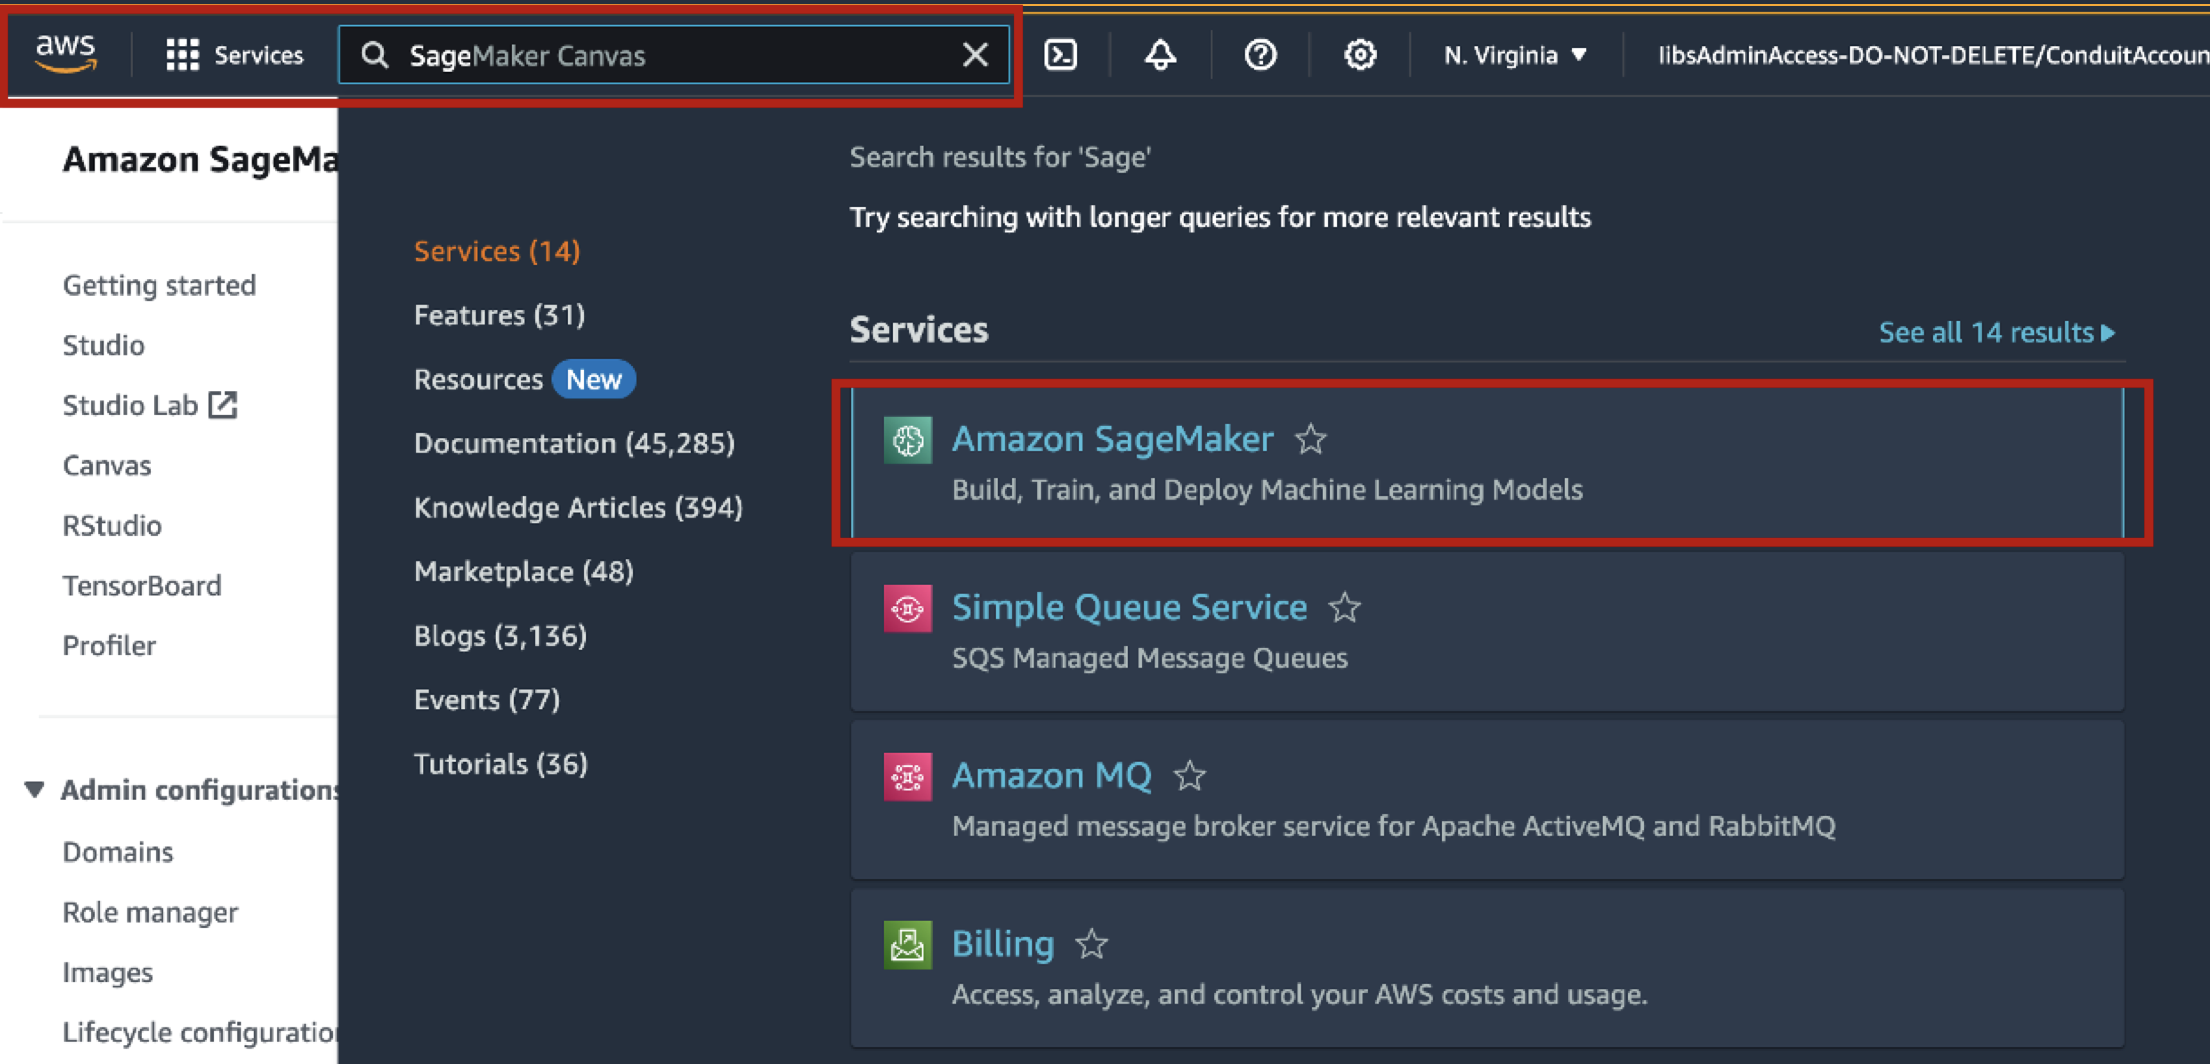 aws
Services
SageMaker Canvas
N. Virginia
IibsAdminAccess-DO-NOT-DELETE/ConduitAccoun
Amazon SageMa
Getting started
Studio
Studio Lab
Canvas
RStudio
TensorBoard
Profiler
Admin configurations
Domains
Role manager
Images
Lifecycle configuration
Services (14)
Features (31)
Resources New
Documentation (45,285)
Knowledge Articles (394)
Marketplace (48)
Blogs (3,136)
Events (77)
Tutorials (36)
Search results for 'Sage'
Try searching with longer queries for more relevant results
Services
See all 14 results
Amazon SageMaker
Build, Train, and Deploy Machine Learning Models
Simple Queue Service
SQS Managed Message Queues
Amazon MQ
Managed message broker service for Apache ActiveMQ and RabbitMQ
Billing
Access, analyze, and control your AWS costs and usage.